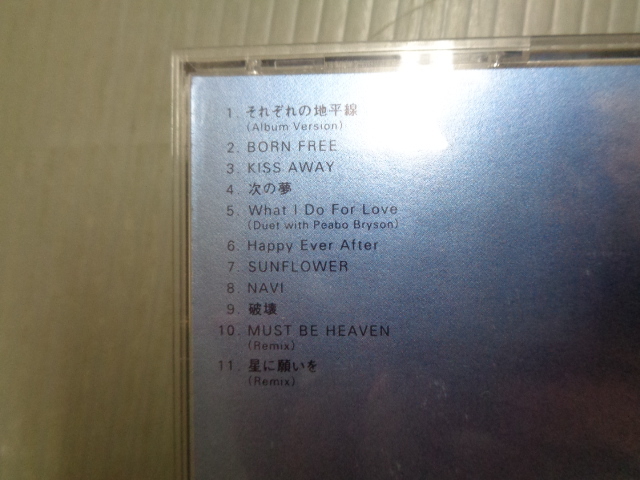 1. それぞれの地平線
(Album Version)
2. BORN FREE
3. KISS AWAY
4. 次の夢
5. What I Do For Love
(Duet with Peabo Bryson)
6. Happy Ever After
7 SUNFLOWER
8 NAVI
9. 破壊
10. MUST BE HEAVEN
(Remix)
11. 星に願いを
(Remix)